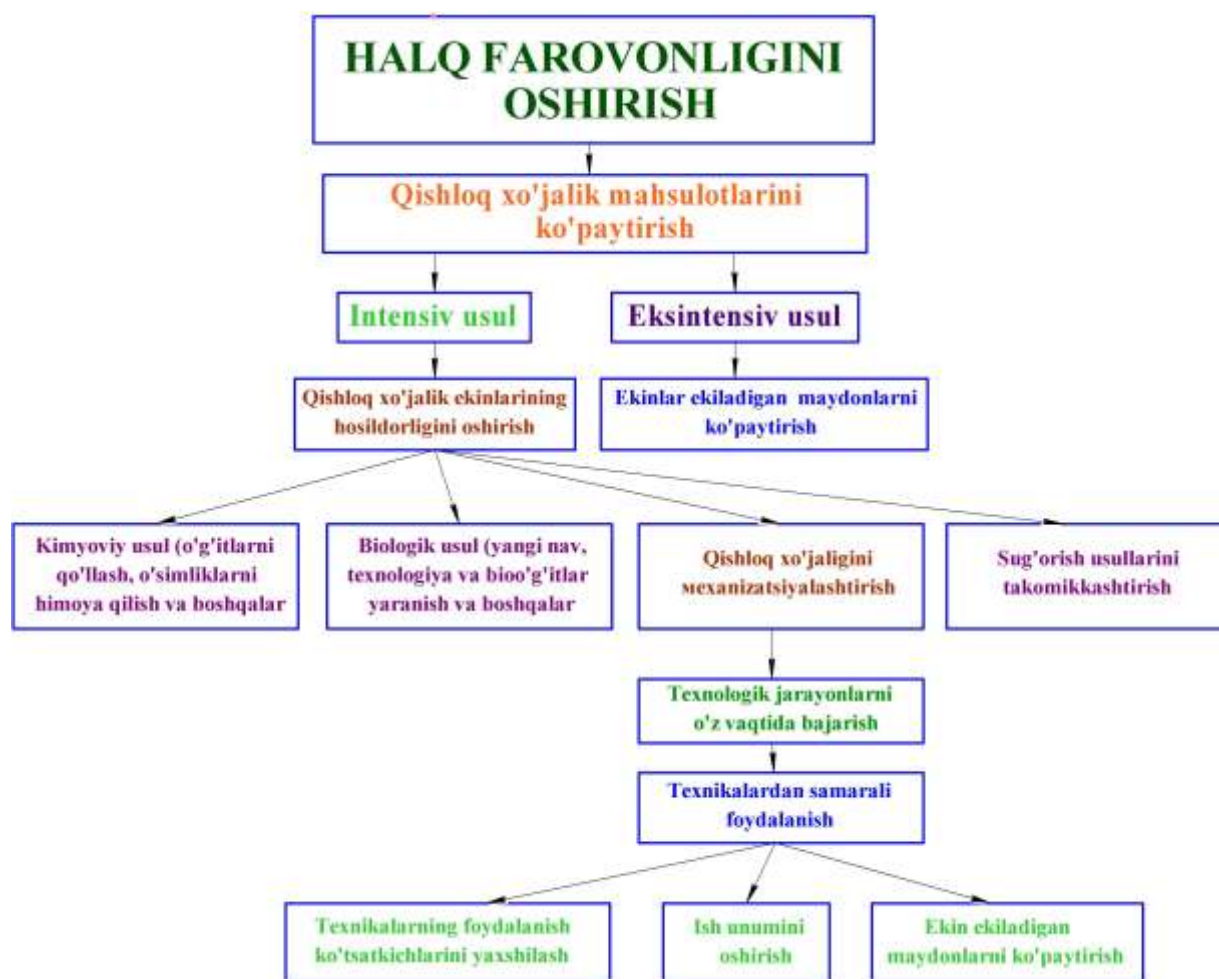 HALQ FAROVONLIGINI
OSHIRISH
Qishloq xo'jalik mahsulotlarini
ko'paytirish
Intensiv usul
Eksintensiv usul
Qishloq xo'jalik ekinlarining
hosildorligini oshirish
Ekinlar ekiladigan maydonlarni
ko'paytirish
Kimyoviy usul (o'g'itlarni
qo'llash, o'simliklarni
himoya qilish va boshqalar
Biologik usul (yangi nav,
texnologiya va bioo'g'itlar
yaranish va boshqalar
Qishloq xo'jaligini
мexanizatsiyalashtirish
Sug'orish usullarini
takomikkashtirish
Texnologik jarayonlarni
o'z vaqtida bajarish
Texnikalardan samarali
foydalanish
Texnikalarning foydalanish
ko'tsatkichlarini yaxshilash
Ish unumini
oshirish
Ekin ekiladigan
maydonlarni ko'paytirish